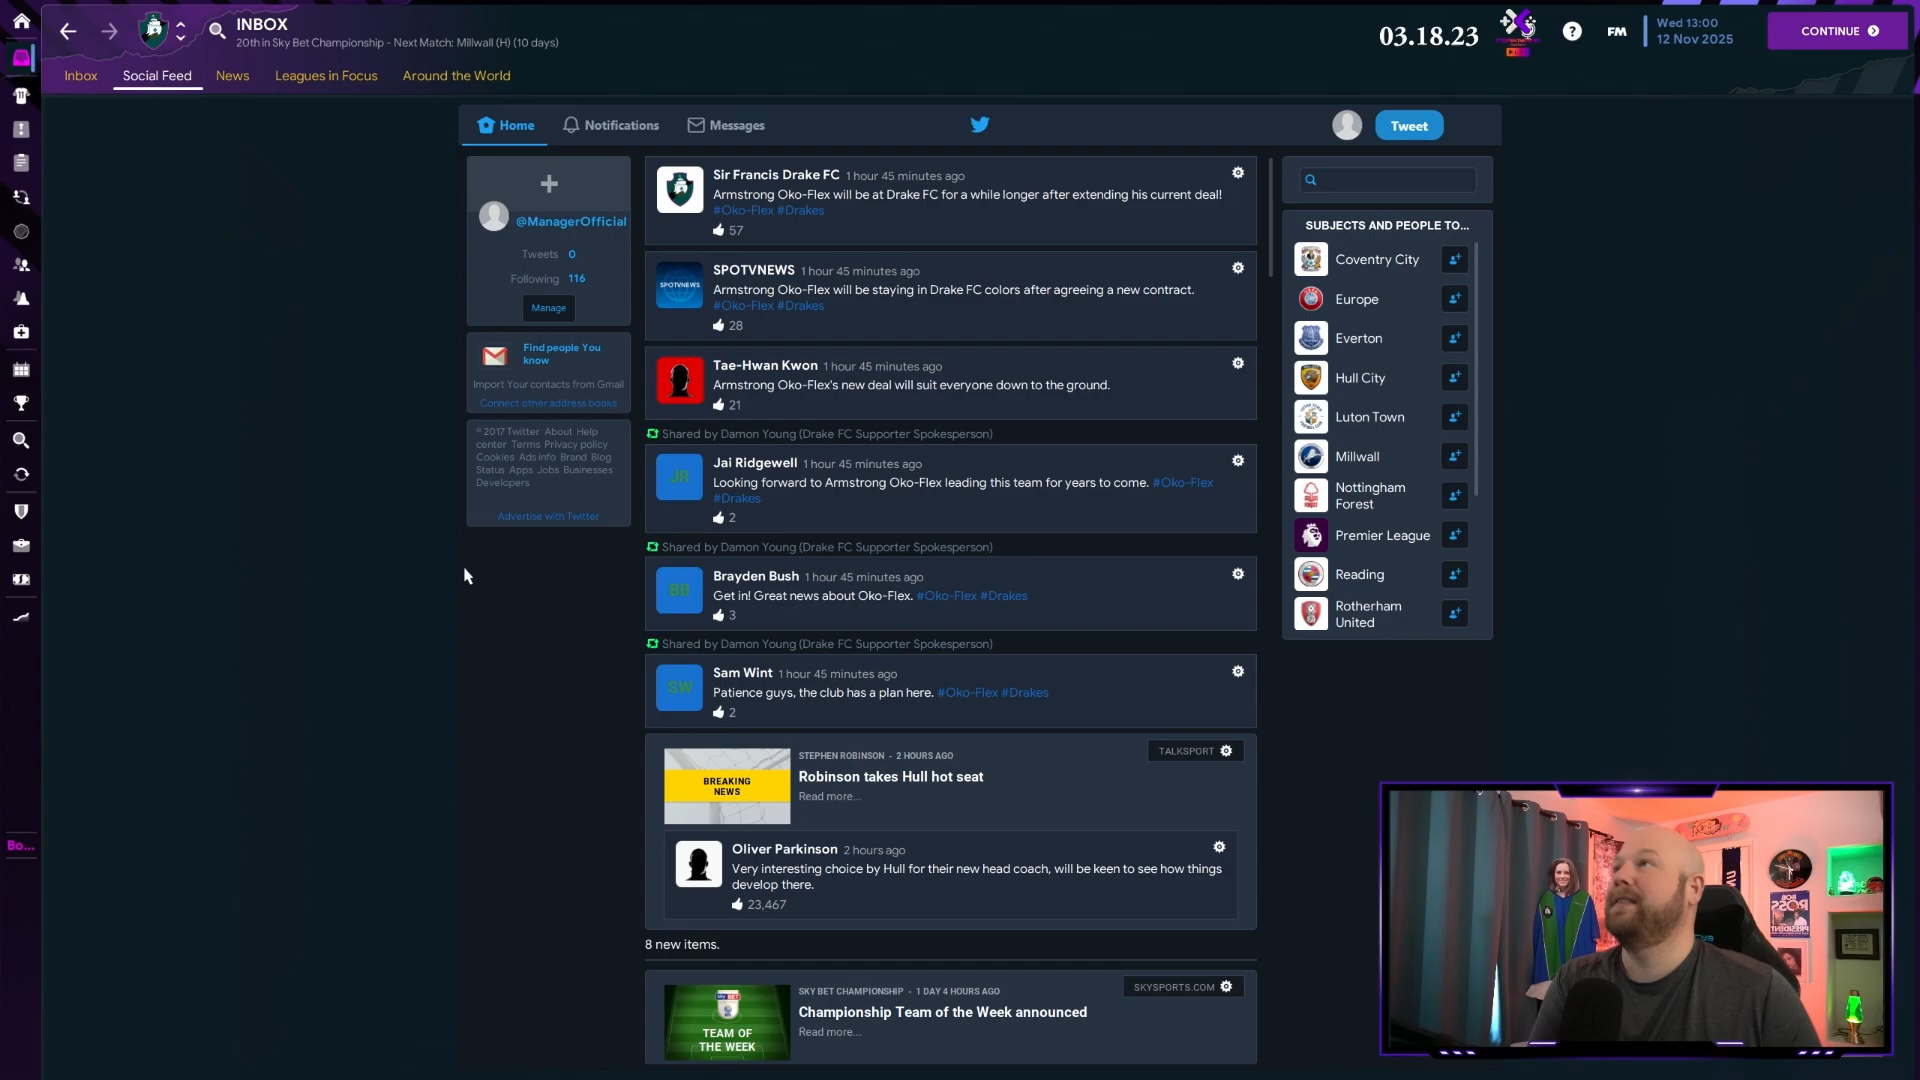 INBOX
20th in Sky Bet Championship - Next Match: Millwall (H) (10 days)
03.18.23
FM
Wed 13:00
12 Nov 2025
CONTINUE
Inbox
Social Feed
News
Leagues in Focus
Around the World
Home
Notifications
Messages
Tweet
@ManagerOfficial
Tweets 0
Following 116
Manage
Find people You
know
Import Your contacts from Gmail
Connect other address books
© 2017 Twitter About Help
center Terms Privacy policy
Cookies Ads info Brand Blog
Status Apps Jobs Businesses
Developers
Advertise with Twitter
Bo...
Sir Francis Drake FC 1 hour 45 minutes ago
Armstrong Oko-Flex will be at Drake FC for a while longer after extending his current deal!
#Oko-Flex #Drakes
57
SPOTVNEWS
SPOTVNEWS 1 hour 45 minutes ago
Armstrong Oko-Flex will be staying in Drake FC colors after agreeing a new contract.
#Oko-Flex #Drakes
28
Tae-Hwan Kwon 1 hour 45 minutes ago
Armstrong Oko-Flex's new deal will suit everyone down to the ground.
21
Shared by Damon Young (Drake FC Supporter Spokesperson)
JR
Jai Ridgewell 1 hour 45 minutes ago
Looking forward to Armstrong Oko-Flex leading this team for years to come. #Oko-Flex
#Drakes
2
Shared by Damon Young (Drake FC Supporter Spokesperson)
BB
Brayden Bush 1 hour 45 minutes ago
Get in! Great news about Oko-Flex. #Oko-Flex #Drakes
3
Shared by Damon Young (Drake FC Supporter Spokesperson)
SW
Sam Wint 1 hour 45 minutes ago
Patience guys, the club has a plan here. #Oko-Flex #Drakes
2
BREAKING
NEWS
STEPHEN ROBINSON - 2 HOURS AGO
TALKSPORT
Robinson takes Hull hot seat
Read more...
Oliver Parkinson 2 hours ago
Very interesting choice by Hull for their new head coach, will be keen to see how things
develop there.
23,467
8 new items.
SKY BET CHAMPIONSHIP - 1 DAY 4 HOURS AGO
SKYSPORTS.COM
Championship Team of the Week announced
Read more...
TEAM OF
THE WEEK
SUBJECTS AND PEOPLE TO...
Coventry City
Europe
Everton
Hull City
Luton Town
Millwall
Nottingham
Forest
Premier League
Reading
Rotherham
United